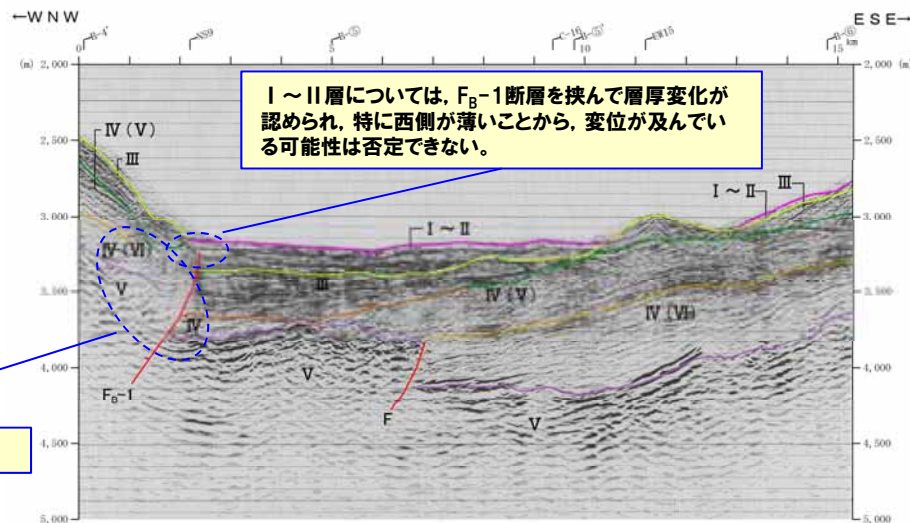 ←WNW
ESE→
B-4'
NS9
B-⑤
C-16
B-⑤'
EM15
B-⑥
0
5
10
15 km
(m) 2,000
2,000 (m)
Ⅰ～Ⅱ層については，F_B-1断層を挟んで層厚変化が
認められ，特に西側が薄いことから，変位が及んでい
る可能性は否定できない。
2,500
2,500
Ⅳ(Ⅴ)
Ⅲ
Ⅲ
Ⅰ～Ⅱ
3,000
3,000
Ⅰ～Ⅱ
Ⅳ(Ⅵ)
Ⅲ
Ⅴ
Ⅳ(Ⅴ)
3,500
3,500
Ⅳ(Ⅵ)
Ⅳ
Ⅴ
4,000
4,000
F_B-1
F
Ⅴ
4,500
4,500
5,000
5,000